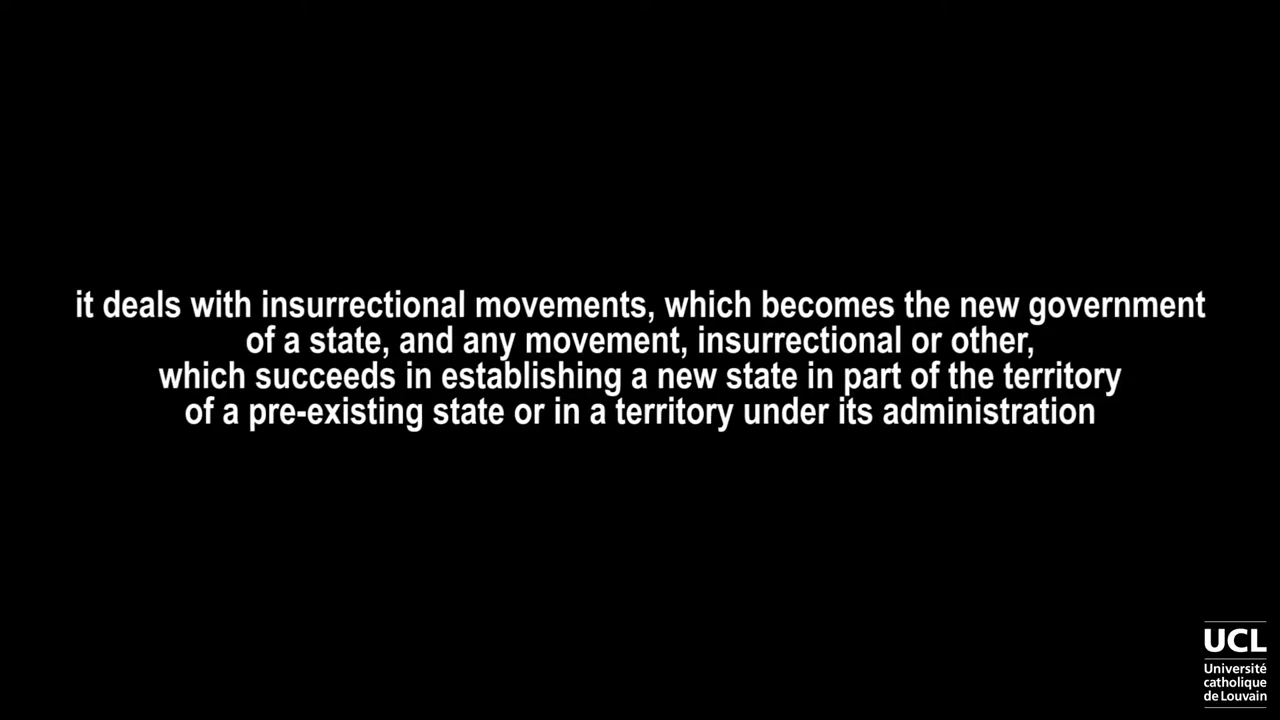 it deals with insurrectional movements, which becomes the new government
of a state, and any movement, insurrectional or other,
which succeeds in establishing a new state in part of the territory
of a pre-existing state or in a territory under its administration
UCL
Université
catholique
de Louvain